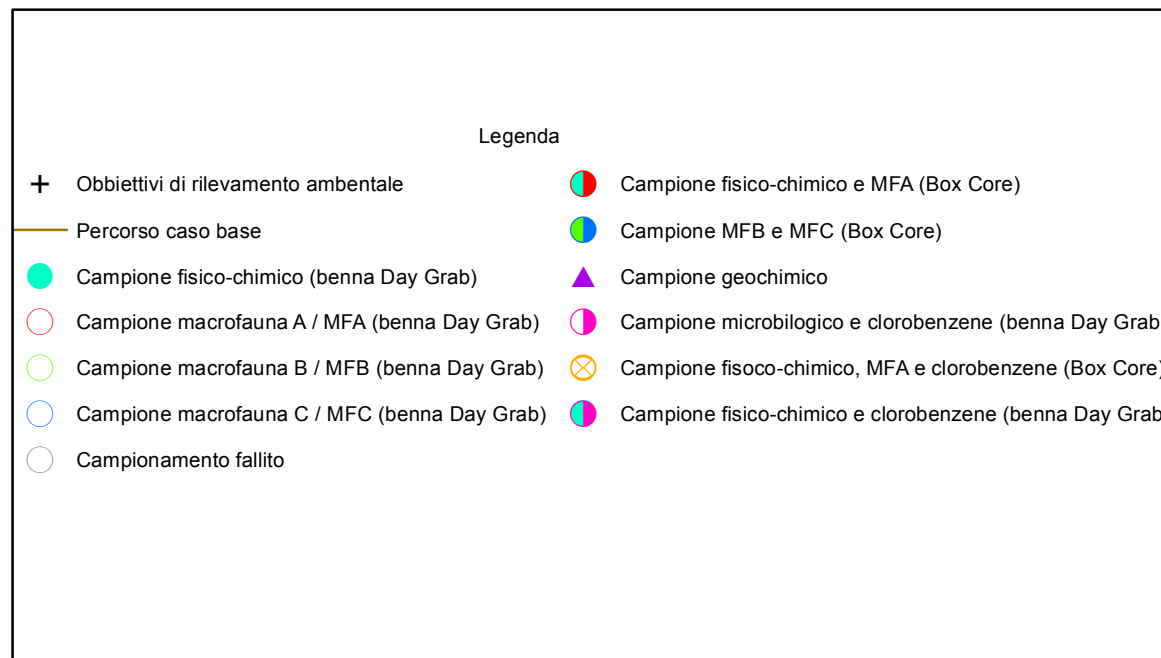 Legenda
Obbiettivi di rilevamento ambentale
Percorso caso base
Campione fisico-chimico (benna Day Grab)
Campione macrofauna A / MFA (benna Day Grab)
Campione macrofauna B / MFB (benna Day Grab)
Campione macrofauna C / MFC (benna Day Grab)
Campionamento fallito
Campione fisico-chimico e MFA (Box Core)
Campione MFB e MFC (Box Core)
Campione geochimico
Campione microbilogico e clorobenzene (benna Day Grab
Campione fisoco-chimico, MFA e clorobenzene (Box Core)
Campione fisico-chimico e clorobenzene (benna Day Grab